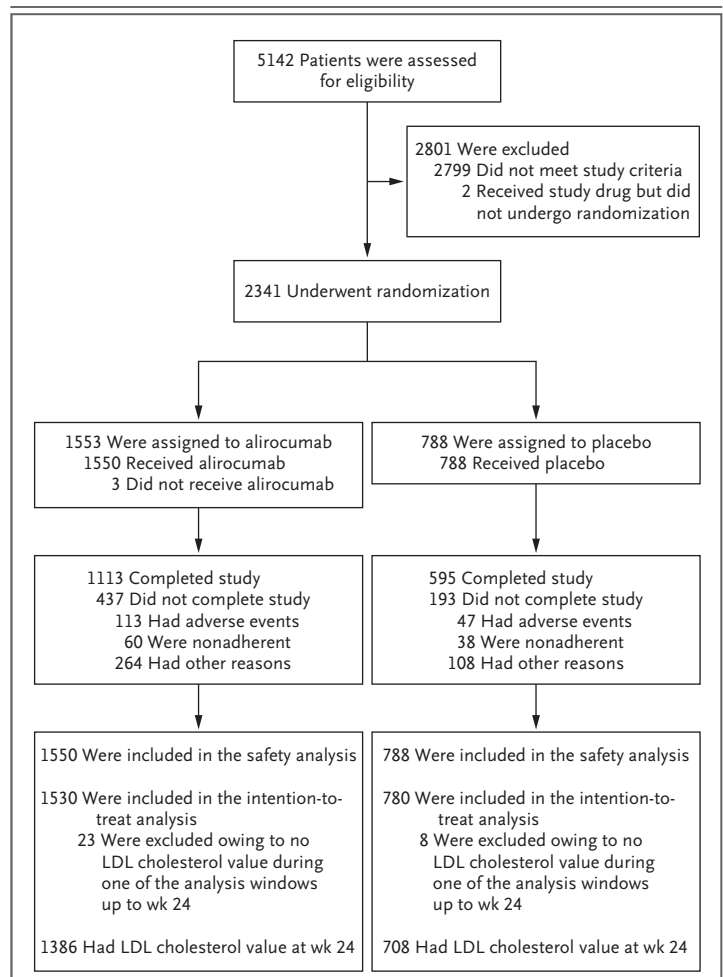 5142 Patients were assessed
for eligibility
2801 Were excluded
2799 Did not meet study criteria
2 Received study drug but did
not undergo randomization
2341 Underwent randomization
1553 Were assigned to alirocumab
1550 Received alirocumab
3 Did not receive alirocumab
788 Were assigned to placebo
788 Received placebo
1113 Completed study
437 Did not complete study
113 Had adverse events
60 Were nonadherent
264 Had other reasons
595 Completed study
193 Did not complete study
47 Had adverse events
38 Were nonadherent
108 Had other reasons
1550 Were included in the safety analysis
1530 Were included in the intention-to-
treat analysis
23 Were excluded owing to no
LDL cholesterol value during
one of the analysis windows
up to wk 24
1386 Had LDL cholesterol value at wk 24
788 Were included in the safety analysis
780 Were included in the intention-to-
treat analysis
8 Were excluded owing to no
LDL cholesterol value during
one of the analysis windows
up to wk 24
708 Had LDL cholesterol value at wk 24